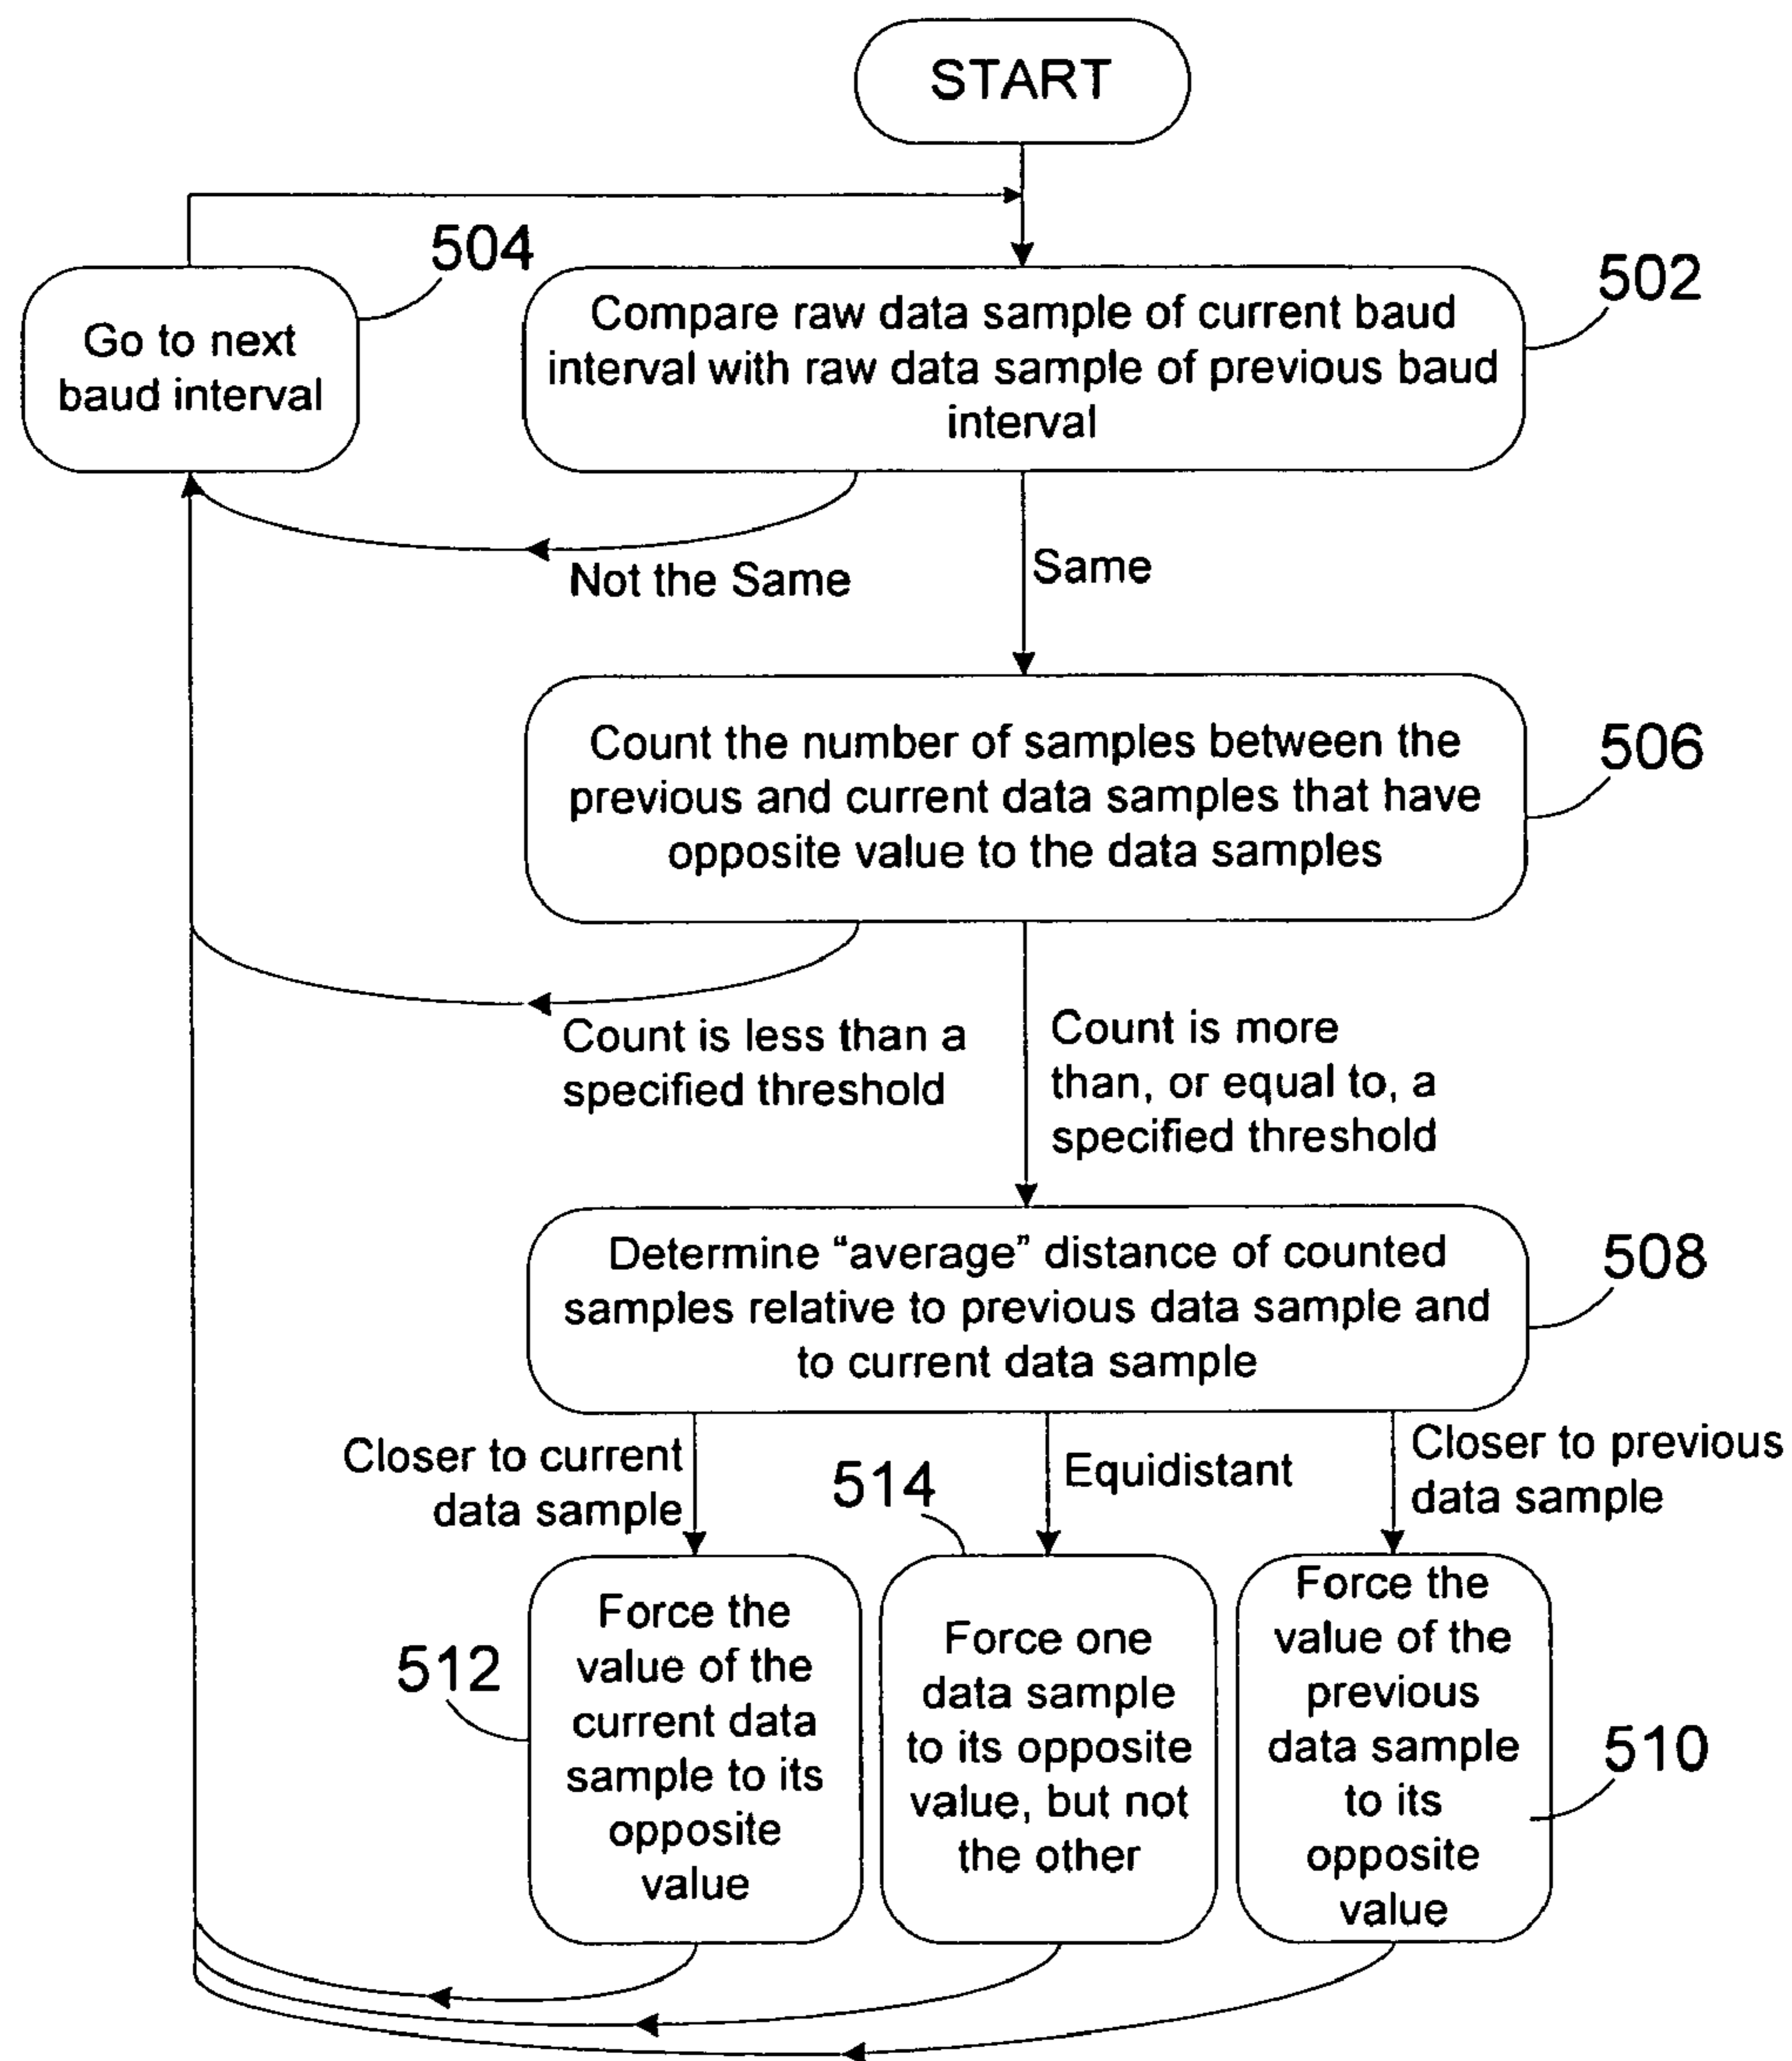 START
504
502
Go to next
baud interval
Compare raw data sample of current baud
interval with raw data sample of previous baud
interval
Not the Same
Same
Count the number of samples between the
previous and current data samples that have
opposite value to the data samples
506
Count is less than a
specified threshold
Count is more
than, or equal to, a
specified threshold
Determine “average” distance of counted
samples relative to previous data sample and
to current data sample
508
Closer to current
data sample
514
Equidistant
Closer to previous
data sample
512
Force the
value of the
current data
sample to its
opposite
value
Force one
data sample
to its opposite
value, but not
the other
Force the
value of the
previous
data sample
to its
opposite
value
510